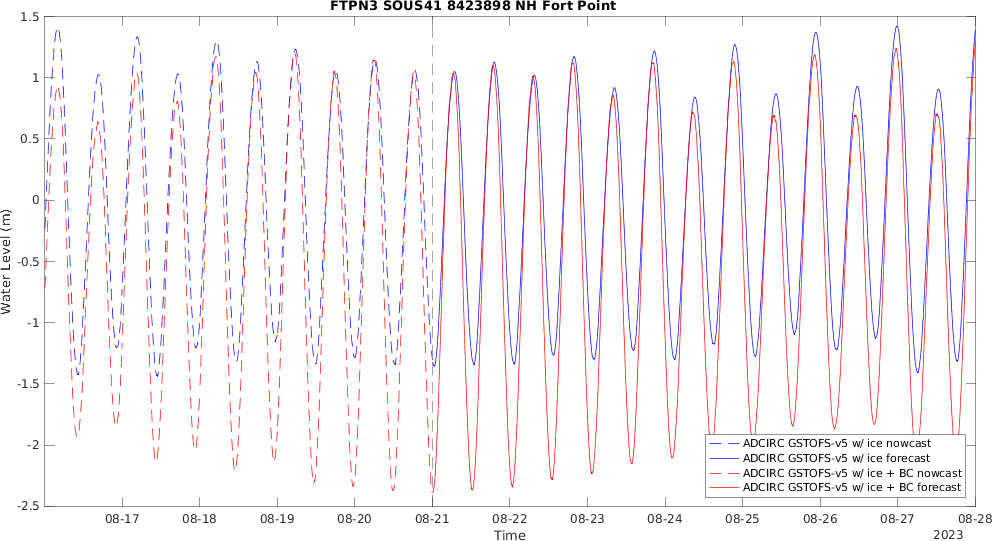 FTPN3 SOUS41 8423898 NH Fort Point
1.5
1
0.5
0
-0.5
-1
-1.5
-2
-2.5
Water Level (m)
08-17 08-18 08-19 08-20 08-21 08-22 08-23 08-24 08-25 08-26 08-27 08-28
Time
2023
ADCIRC GSTOFS-v5 w/ ice nowcast
ADCIRC GSTOFS-v5 w/ ice forecast
ADCIRC GSTOFS-v5 w/ ice + BC nowcast
ADCIRC GSTOFS-v5 w/ ice + BC forecast